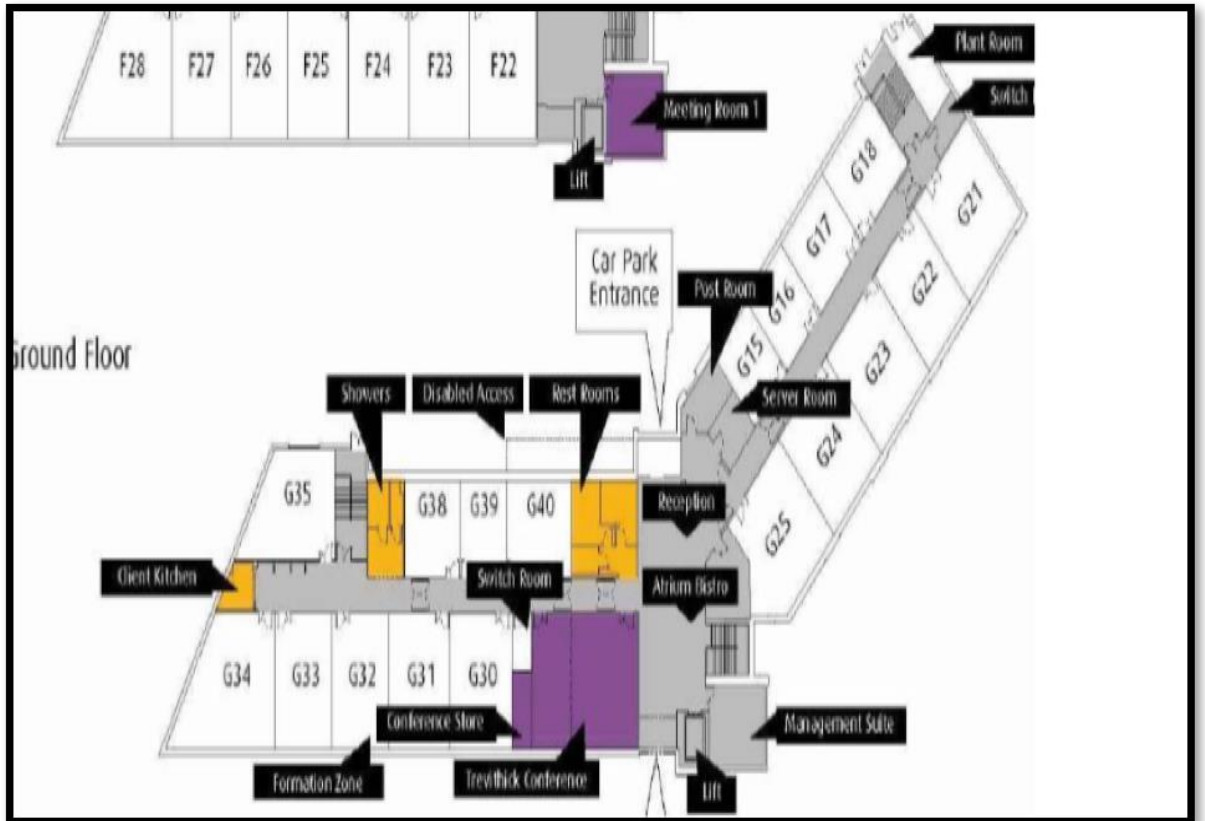 F28 F27 F26 F25 F24 F23 F22
Plant Room
Switch
Meeting Room 1
Lift
G18
G21
G17
Car Park
Entrance
Post Room
G22
G16
Ground Floor
G15
G23
Showers
Disabled Access
Rest Rooms
Server Room
G24
G35
G38
G39
G40
Reception
G25
Client Kitchen
Switch Room
Atrium Bistro
G34
G33
G32
G31
G30
Conference Store
Management Suite
Formation Zone
Trevithick Conference
Lift